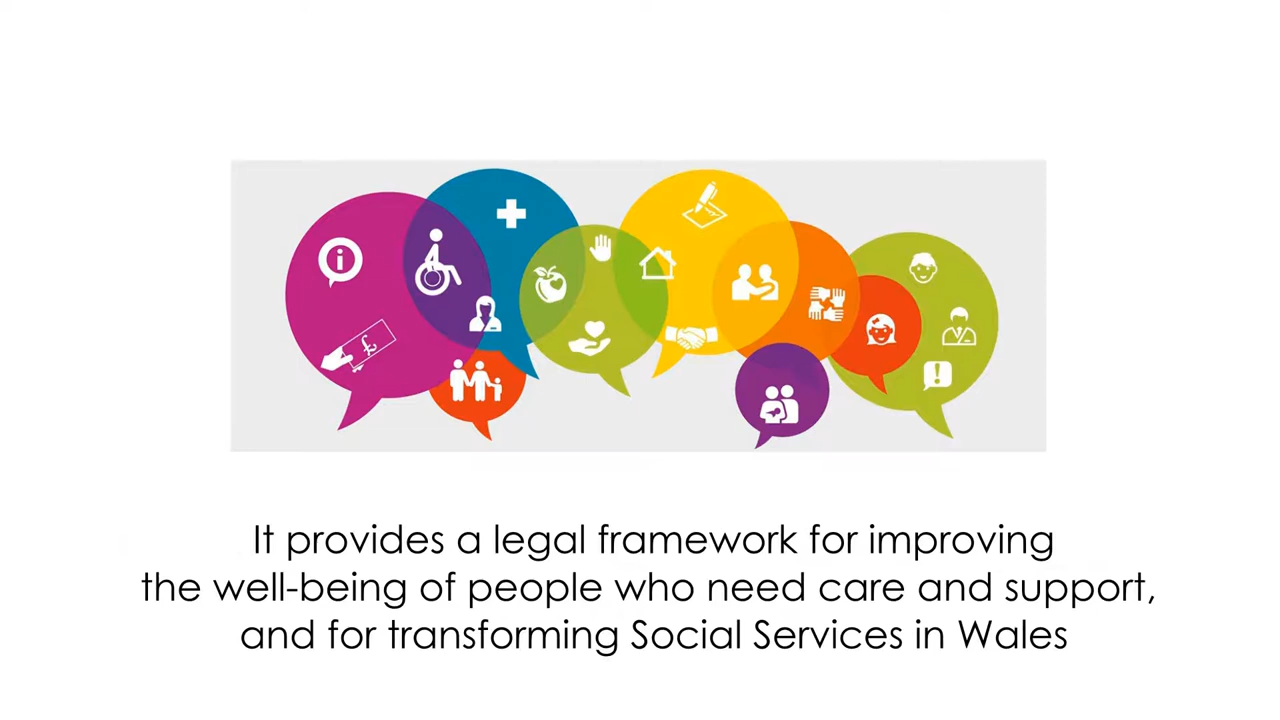 i
£
!
It provides a legal framework for improving
the well-being of people who need care and support,
and for transforming Social Services in Wales